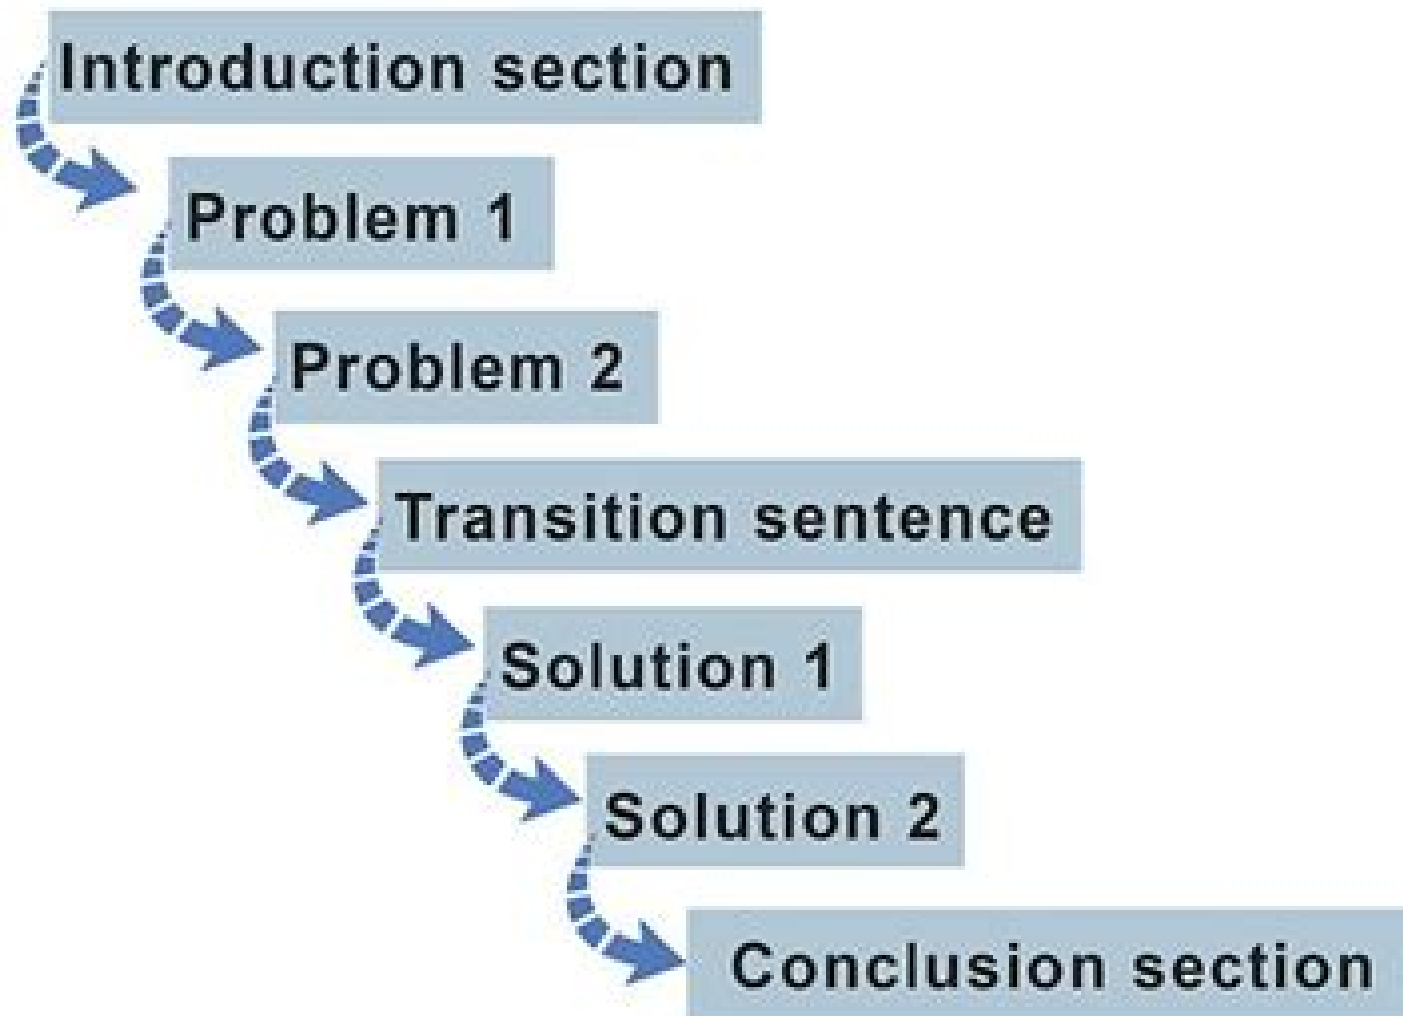 Introduction section
Problem 1
Problem 2
Transition sentence
Solution 1
Solution 2
Conclusion section